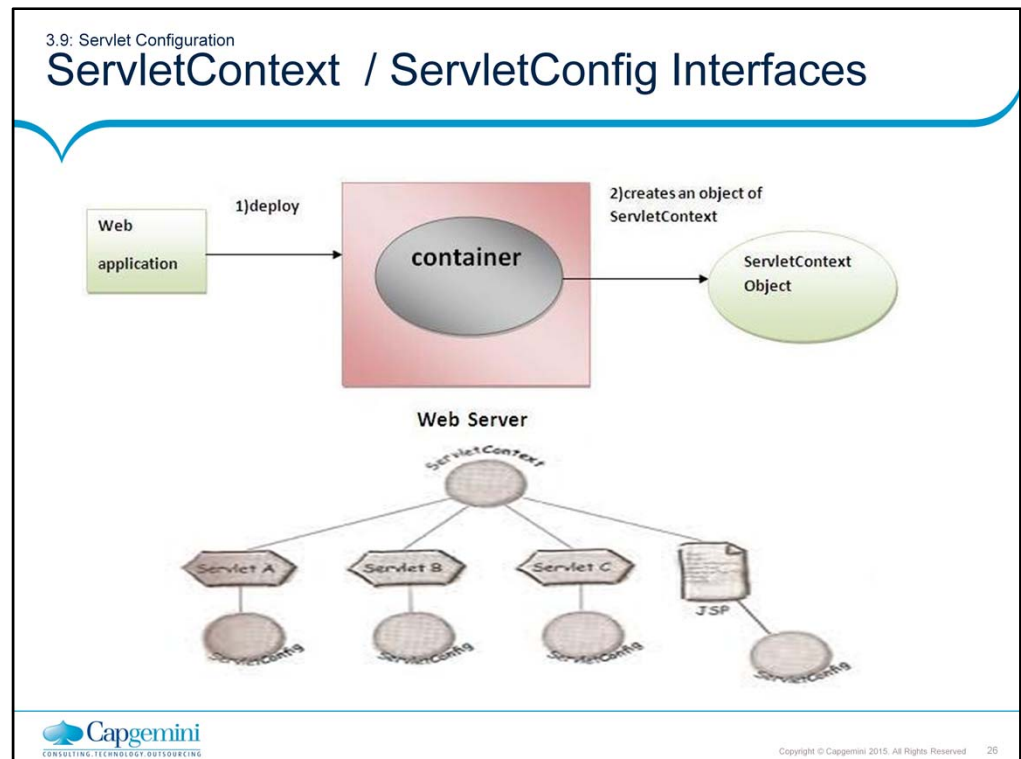 3.9: Servlet Configuration
ServletContext / ServletConfig Interfaces
Web
application
1)deploy
container
2)creates an object of
ServletContext
ServletContext
Object
Web Server
ServletContext
Servlet A
Servlet B
Servlet C
JSP
ServletConfig
ServletConfig
ServletConfig
ServletConfig
Capgemini
CONSULTING.TECHNOLOGY.OUTSOURCING
Copyright © Capgemini 2015. All Rights Reserved 26